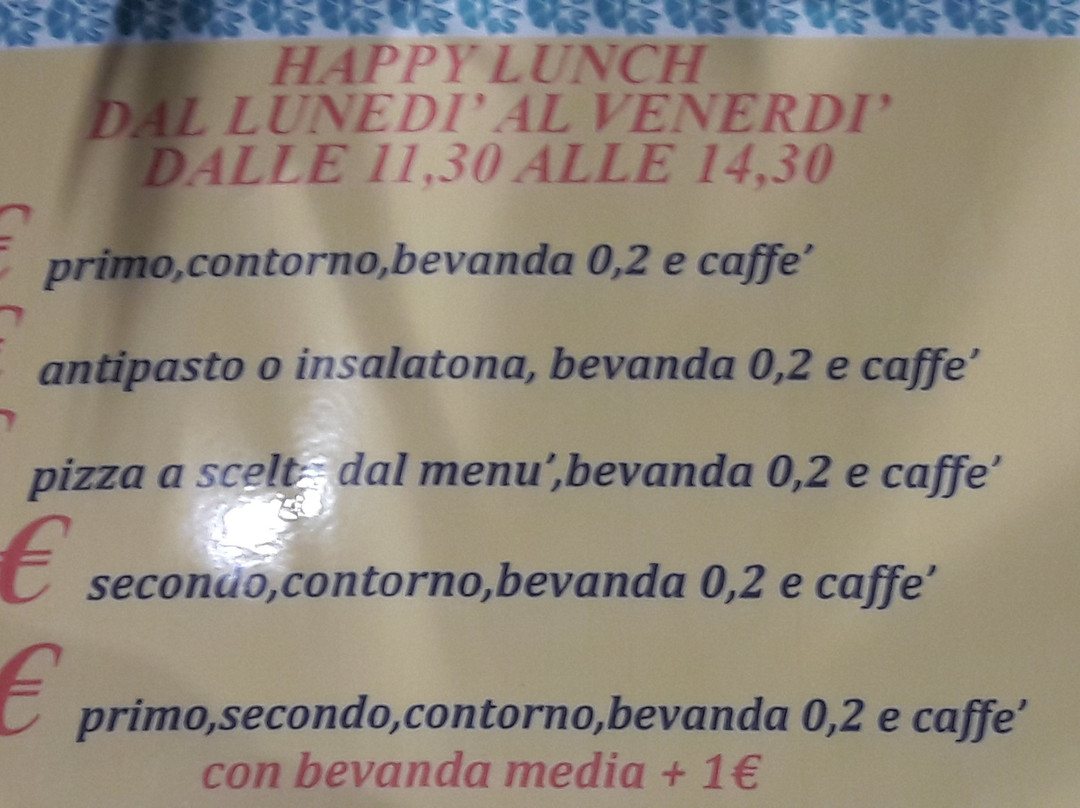 HAPPY LUNCH
DAL LUNEDI' AL VENERDI'
DALLE 11,30 ALLE 14,30
€ primo,contorno,bevanda 0,2 e caffe'
€ antipasto o insalatona, bevanda 0,2 e caffe'
€ pizza a scelta dal menu',bevanda 0,2 e caffe'
€ secondo,contorno,bevanda 0,2 e caffe'
€ primo,secondo,contorno,bevanda 0,2 e caffe'
con bevanda media + 1€